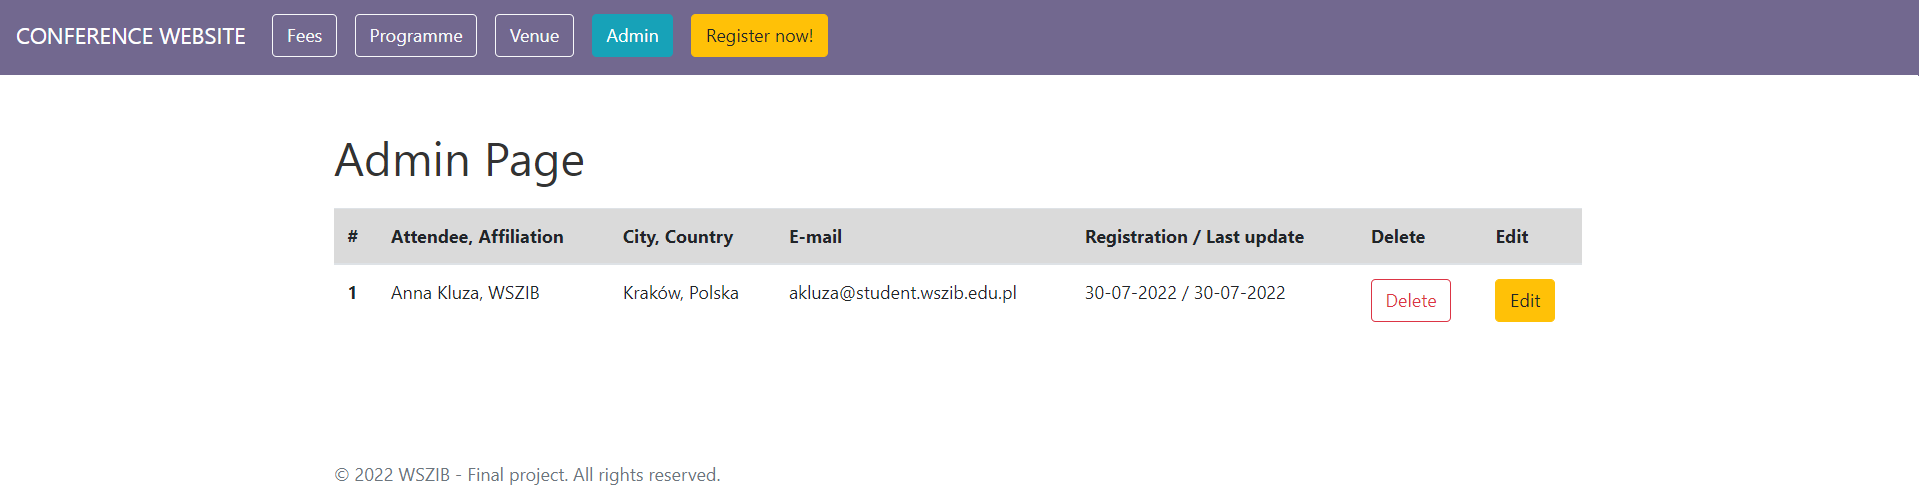 CONFERENCE WEBSITE Fees Programme Venue Admin Register now!
Admin Page
# Attendee, Affiliation City, Country E-mail Registration / Last update Delete Edit
1 Anna Kluza, WSZIB Kraków, Polska akluza@student.wszib.edu.pl 30-07-2022 / 30-07-2022 Delete Edit
© 2022 WSZIB - Final project. All rights reserved.